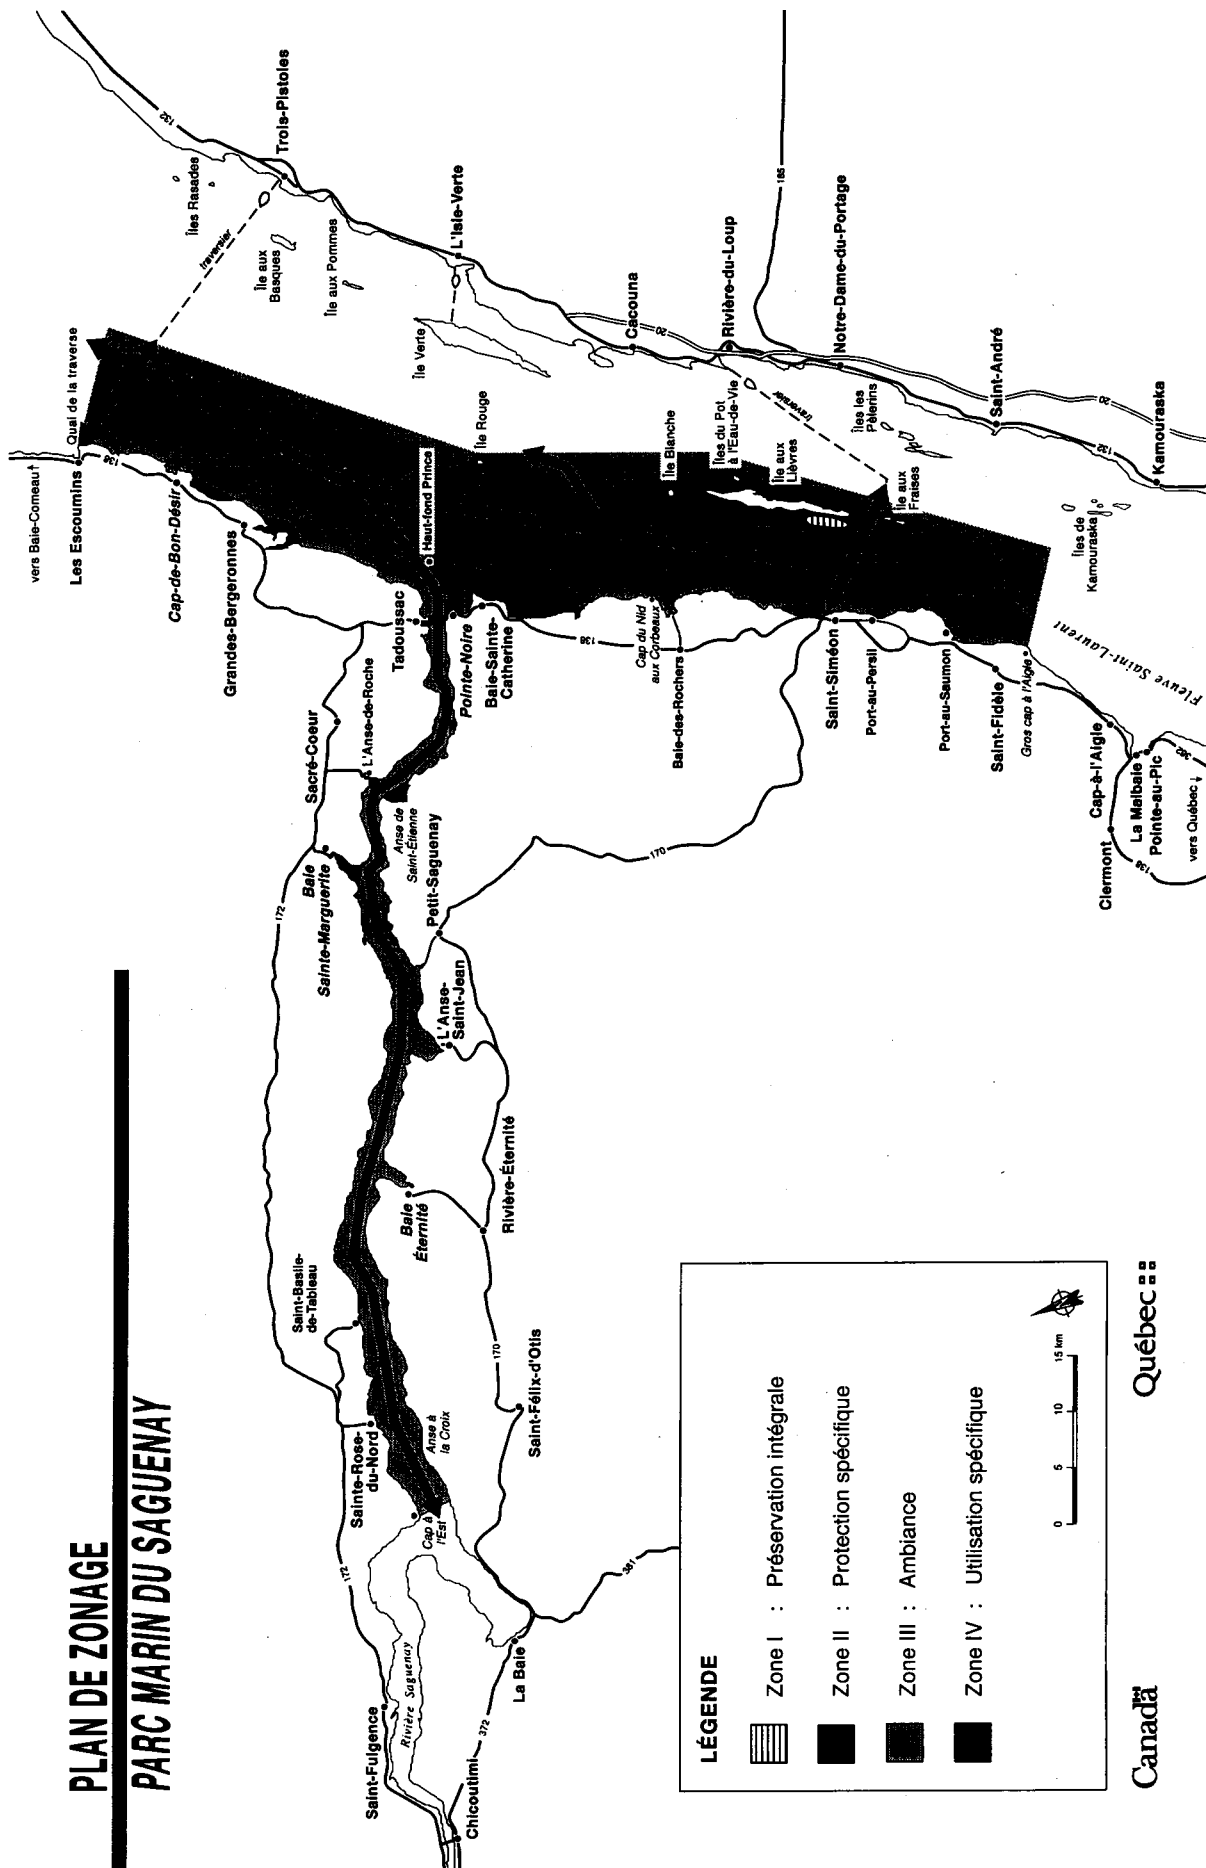 PLAN DE ZONAGE
PARC MARIN DU SAGUENAY
vers Baie-Comeau
Les Escoumins
Quai de la traverse
138
Cap-de-Bon-Désir
Grandes-Bergeronnes
Tadoussac
Haut-fond Prince
Pointe-Noire
Baie-Sainte-
Catherine
138
Cap du Nid
aux Corbeaux
Baie-des-Rochers
Saint-Siméon
Port-au-Persil
Port-au-Saumon
Saint-Fidèle
Gros cap à l'Aigle
Cap-à-l'Aigle
La Malbaie
Pointe-au-Pic
Clermont
138
362
vers Québec
Fleuve Saint-Laurent
132
Trois-Pistoles
Îles Rasades
traversier
Île aux
Basques
Île aux Pommes
L'Isle-Verte
Île Verte
Île Rouge
Cacouna
Rivière-du-Loup
185
20
Île Blanche
Îles du Pot
à l'Eau-de-Vie
Île aux
Lièvres
traversier
Notre-Dame-du-Portage
Îles les
Pèlerins
Île aux
Fraises
Saint-André
20
132
Kamouraska
Îles de
Kamouraska
Sacré-Coeur
L'Anse-de-Roche
Baie
Sainte-Marguerite
Anse de
Saint-Étienne
Petit-Saguenay
170
172
L'Anse-
Saint-Jean
Rivière-Éternité
Baie
Éternité
Saint-Basile-
de-Tableau
170
Saint-Félix-d'Otis
Sainte-Rose-
du-Nord
Anse à
la Croix
Cap à
l'Est
172
381
La Baie
Saint-Fulgence
Rivière Saguenay
372
Chicoutimi
LÉGENDE
Zone I : Préservation intégrale
Zone II : Protection spécifique
Zone III : Ambiance
Zone IV : Utilisation spécifique
0 5 10 15 km
Canada
Québec